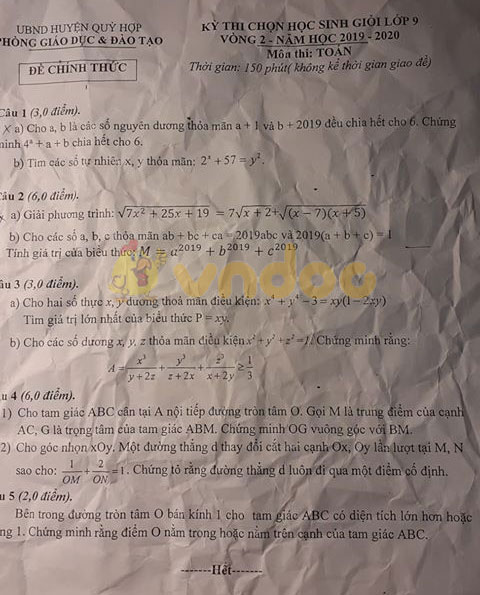 UBND HUYỆN QUỲ HỢP
PHÒNG GIÁO DỤC & ĐÀO TẠO
ĐỀ CHÍNH THỨC
KỲ THI CHỌN HỌC SINH GIỎI LỚP 9
VÒNG 2 - NĂM HỌC 2019 - 2020
Môn thi: TOÁN
Thời gian: 150 phút( không kể thời gian giao đề)
Câu 1 (3,0 điểm).
a) Cho a, b là các số nguyên dương thỏa mãn a + 1 và b + 2019 đều chia hết cho 6. Chứng
minh 4ᵃ + a + b chia hết cho 6.
b) Tìm các số tự nhiên x, y thỏa mãn: 2ˣ + 57 = y².
Câu 2 (6,0 điểm).
a) Giải phương trình: √(7x² + 25x + 19) = 7√(x + 2) + √((x − 7)(x + 5))
b) Cho các số a, b, c thỏa mãn ab + bc + ca = 2019abc và 2019(a + b + c) = 1
Tính giá trị của biểu thức: M = a²⁰¹⁹ + b²⁰¹⁹ + c²⁰¹⁹
vndoc
âu 3 (3,0 điểm).
a) Cho hai số thực x, y dương thoả mãn điều kiện: x⁴ + y⁴ − 3 = xy(1 − 2xy)
Tìm giá trị lớn nhất của biểu thức P = xy.
b) Cho các số dương x, y, z thỏa mãn điều kiện x² + y² + z² = 1. Chứng minh rằng:
A = x³/(y + 2z) + y³/(z + 2x) + z³/(x + 2y) ≥ 1/3
u 4 (6,0 điểm).
1) Cho tam giác ABC cân tại A nội tiếp đường tròn tâm O. Gọi M là trung điểm của cạnh
AC, G là trọng tâm của tam giác ABM. Chứng minh OG vuông góc với BM.
2) Cho góc nhọn xOy. Một đường thẳng d thay đổi cắt hai cạnh Ox, Oy lần lượt tại M, N
sao cho: 1/OM + 2/ON = 1. Chứng tỏ rằng đường thẳng d luôn đi qua một điểm cố định.
u 5 (2,0 điểm).
Bên trong đường tròn tâm O bán kính 1 cho tam giác ABC có diện tích lớn hơn hoặc
ng 1. Chứng minh rằng điểm O nằm trong hoặc nằm trên cạnh của tam giác ABC.
-------Hết-------